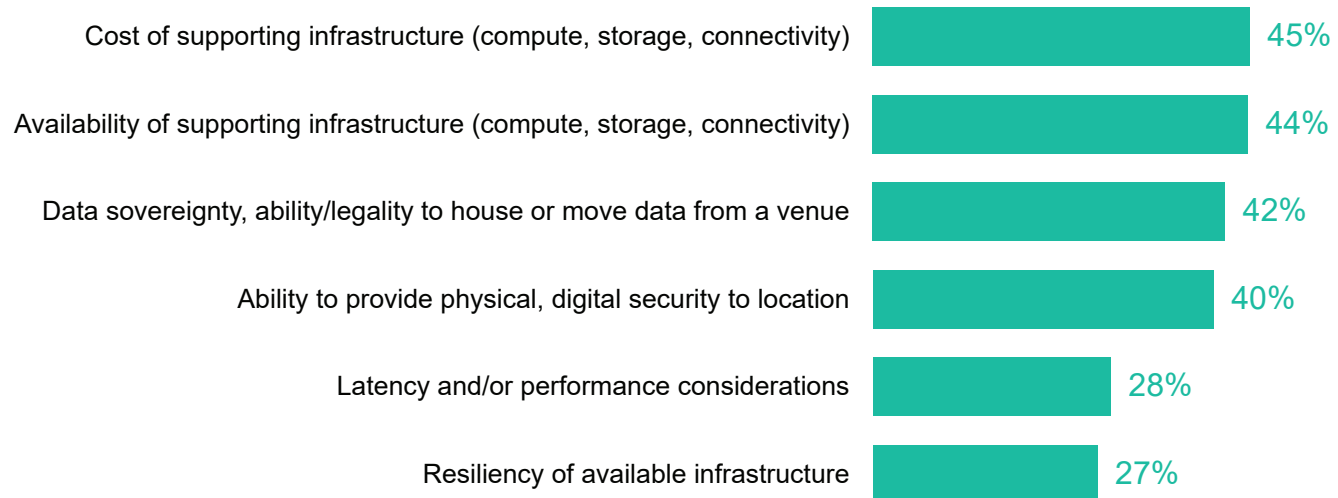 Cost of supporting infrastructure (compute, storage, connectivity) 45%
Availability of supporting infrastructure (compute, storage, connectivity) 44%
Data sovereignty, ability/legality to house or move data from a venue 42%
Ability to provide physical, digital security to location 40%
Latency and/or performance considerations 28%
Resiliency of available infrastructure 27%